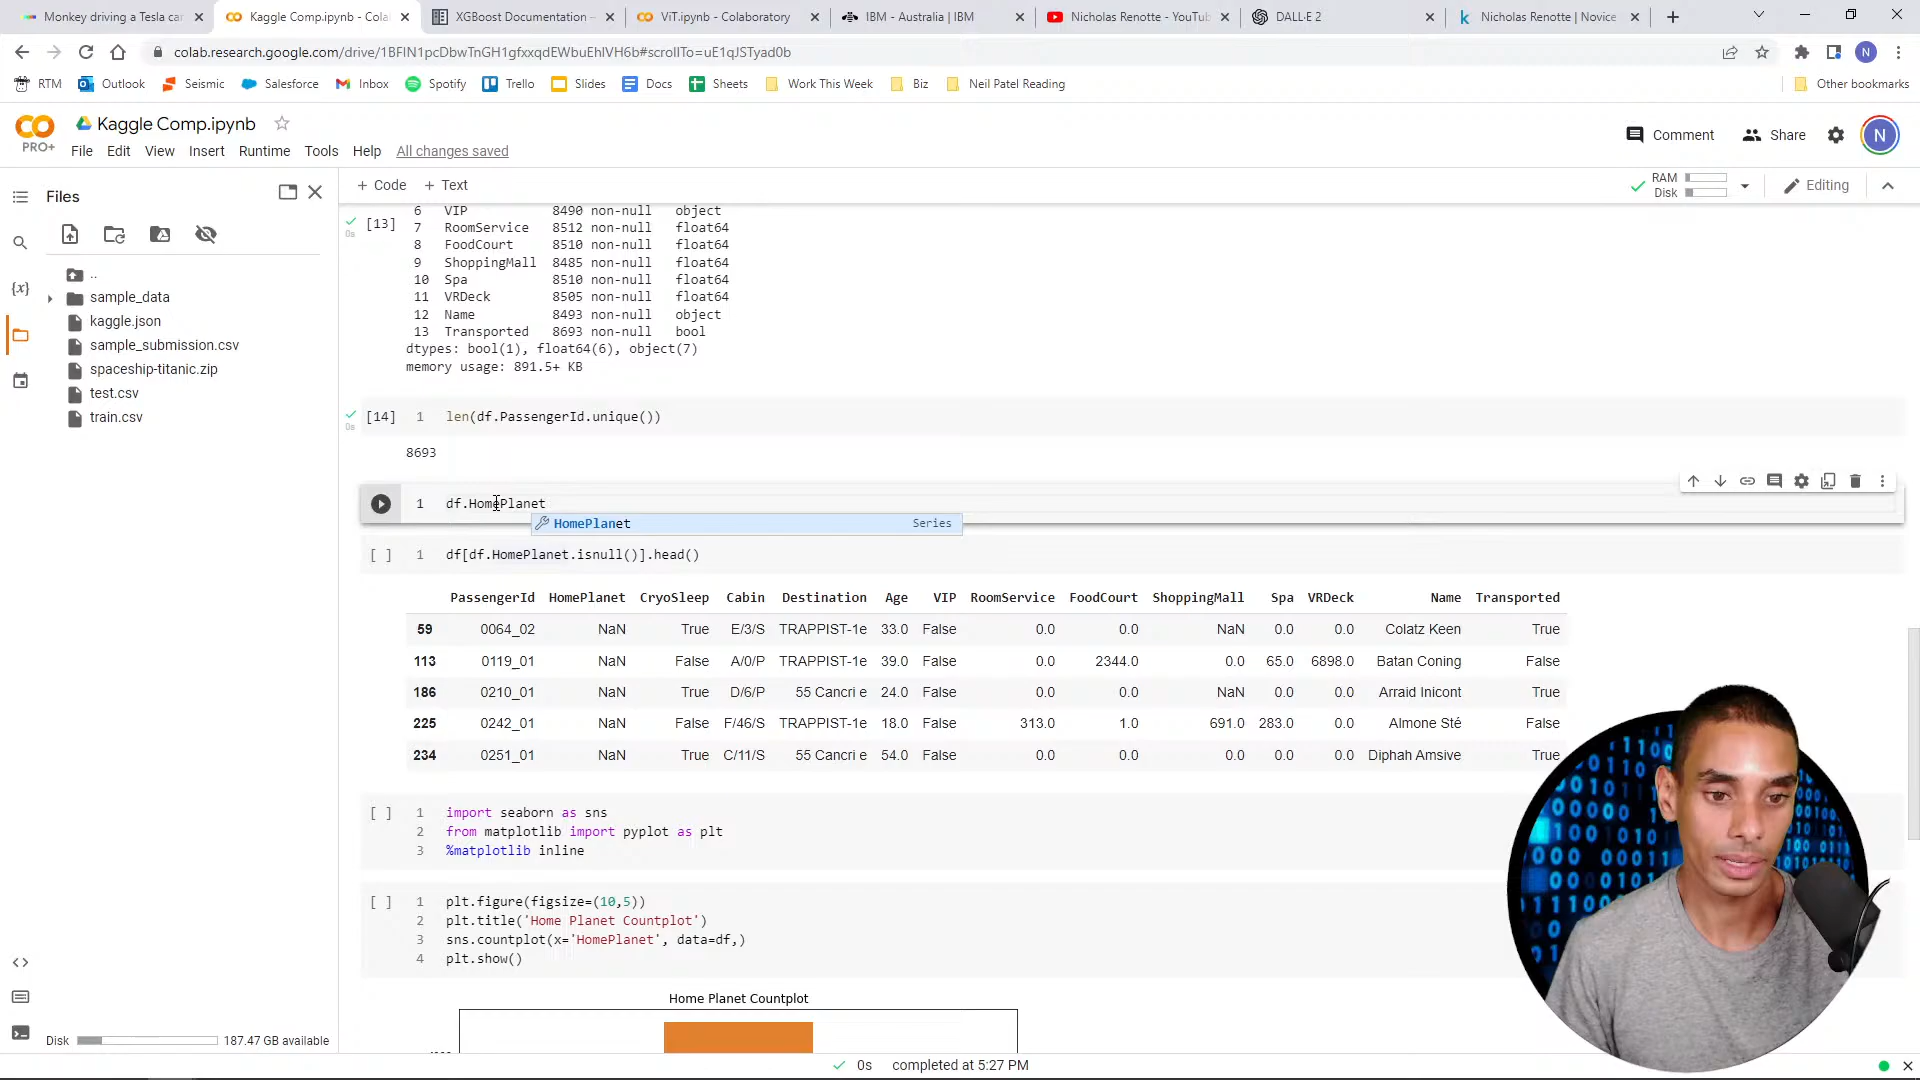 Monkey driving a Tesla car
Kaggle Comp.ipynb - Cola
XGBoost Documentation –
ViT.ipynb - Colaboratory
IBM - Australia | IBM
Nicholas Renotte - YouTu
DALL·E 2
Nicholas Renotte | Novice
colab.research.google.com/drive/1BFIN1pcDbwTnGH1gfxxqdEWbuEhlVH6b#scrollTo=uE1qJSTyad0b
N
RTM
Outlook
Seismic
Salesforce
Inbox
Spotify
Trello
Slides
Docs
Sheets
Work This Week
Biz
Neil Patel Reading
Other bookmarks
CO
PRO+
Kaggle Comp.ipynb
Comment
Share
N
File Edit View Insert Runtime Tools Help All changes saved
Files
+ Code + Text
RAM
Disk
Editing
..
sample_data
kaggle.json
sample_submission.csv
spaceship-titanic.zip
test.csv
train.csv
Disk
187.47 GB available
[13]
0s
6 VIP 8490 non-null object
7 RoomService 8512 non-null float64
8 FoodCourt 8510 non-null float64
9 ShoppingMall 8485 non-null float64
10 Spa 8510 non-null float64
11 VRDeck 8505 non-null float64
12 Name 8493 non-null object
13 Transported 8693 non-null bool
dtypes: bool(1), float64(6), object(7)
memory usage: 891.5+ KB
[14] 1 len(df.PassengerId.unique())
0s
8693
1 df.HomePlanet
HomePlanet Series
[ ] 1 df[df.HomePlanet.isnull()].head()
PassengerId HomePlanet CryoSleep Cabin Destination Age VIP RoomService FoodCourt ShoppingMall Spa VRDeck Name Transported
59 0064_02 NaN True E/3/S TRAPPIST-1e 33.0 False 0.0 0.0 NaN 0.0 0.0 Colatz Keen True
113 0119_01 NaN False A/0/P TRAPPIST-1e 39.0 False 0.0 2344.0 0.0 65.0 6898.0 Batan Coning False
186 0210_01 NaN True D/6/P 55 Cancri e 24.0 False 0.0 0.0 NaN 0.0 0.0 Arraid Inicont True
225 0242_01 NaN False F/46/S TRAPPIST-1e 18.0 False 313.0 1.0 691.0 283.0 0.0 Almone Sté False
234 0251_01 NaN True C/11/S 55 Cancri e 54.0 False 0.0 0.0 0.0 0.0 0.0 Diphah Amsive True
[ ] 1 import seaborn as sns
2 from matplotlib import pyplot as plt
3 %matplotlib inline
[ ] 1 plt.figure(figsize=(10,5))
2 plt.title('Home Planet Countplot')
3 sns.countplot(x='HomePlanet', data=df,)
4 plt.show()
Home Planet Countplot
0s completed at 5:27 PM